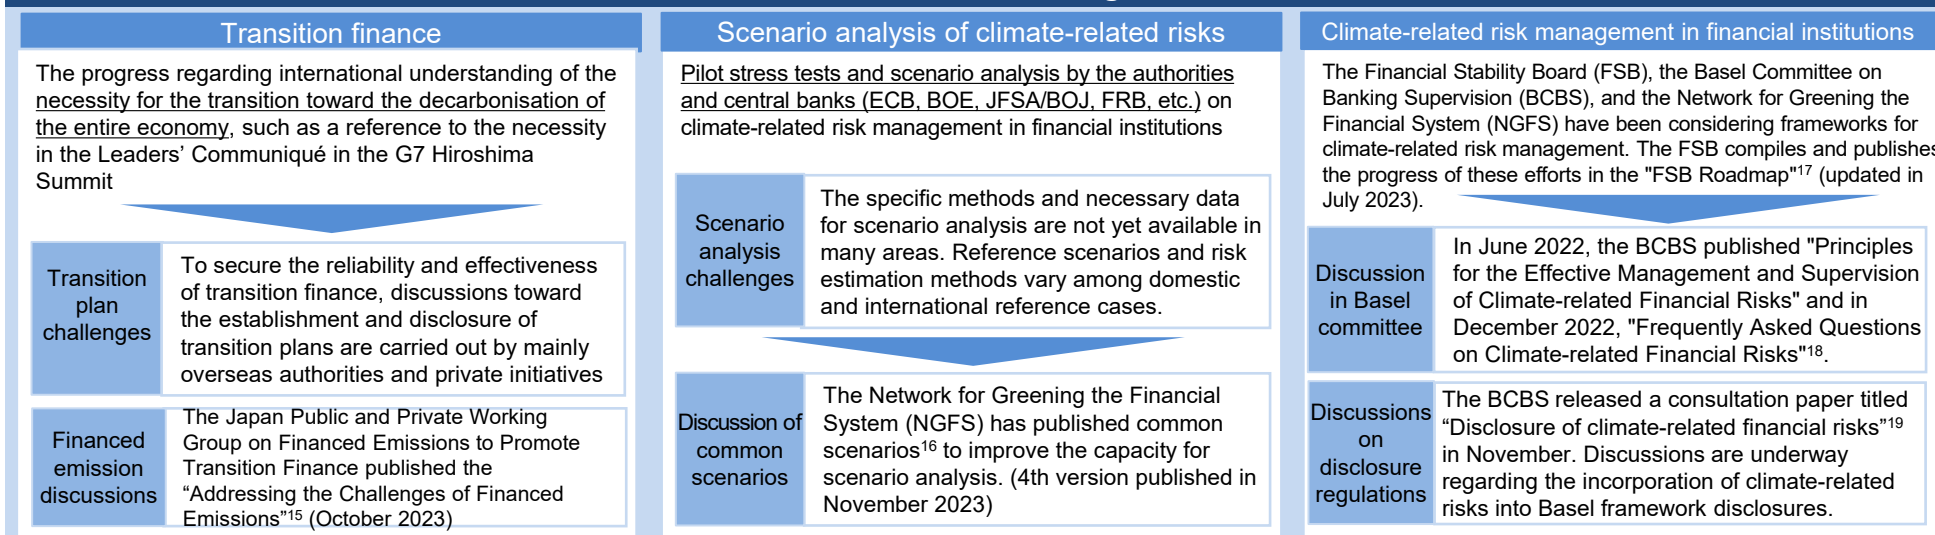 Transition finance
The progress regarding international understanding of the
necessity for the transition toward the decarbonisation of
the entire economy, such as a reference to the necessity
in the Leaders’ Communiqué in the G7 Hiroshima
Summit
Transition
plan
challenges
To secure the reliability and effectiveness
of transition finance, discussions toward
the establishment and disclosure of
transition plans are carried out by mainly
overseas authorities and private initiatives
Financed
emission
discussions
The Japan Public and Private Working
Group on Financed Emissions to Promote
Transition Finance published the
“Addressing the Challenges of Financed
Emissions”15 (October 2023)
Scenario analysis of climate-related risks
Pilot stress tests and scenario analysis by the authorities
and central banks (ECB, BOE, JFSA/BOJ, FRB, etc.) on
climate-related risk management in financial institutions
Scenario
analysis
challenges
The specific methods and necessary data
for scenario analysis are not yet available in
many areas. Reference scenarios and risk
estimation methods vary among domestic
and international reference cases.
Discussion of
common
scenarios
The Network for Greening the Financial
System (NGFS) has published common
scenarios16 to improve the capacity for
scenario analysis. (4th version published in
November 2023)
Climate-related risk management in financial institutions
The Financial Stability Board (FSB), the Basel Committee on
Banking Supervision (BCBS), and the Network for Greening the
Financial System (NGFS) have been considering frameworks for
climate-related risk management. The FSB compiles and publishes
the progress of these efforts in the "FSB Roadmap"17 (updated in
July 2023).
Discussion
in Basel
committee
In June 2022, the BCBS published "Principles
for the Effective Management and Supervision
of Climate-related Financial Risks" and in
December 2022, "Frequently Asked Questions
on Climate-related Financial Risks"18.
Discussions
on
disclosure
regulations
The BCBS released a consultation paper titled
“Disclosure of climate-related financial risks”19
in November. Discussions are underway
regarding the incorporation of climate-related
risks into Basel framework disclosures.